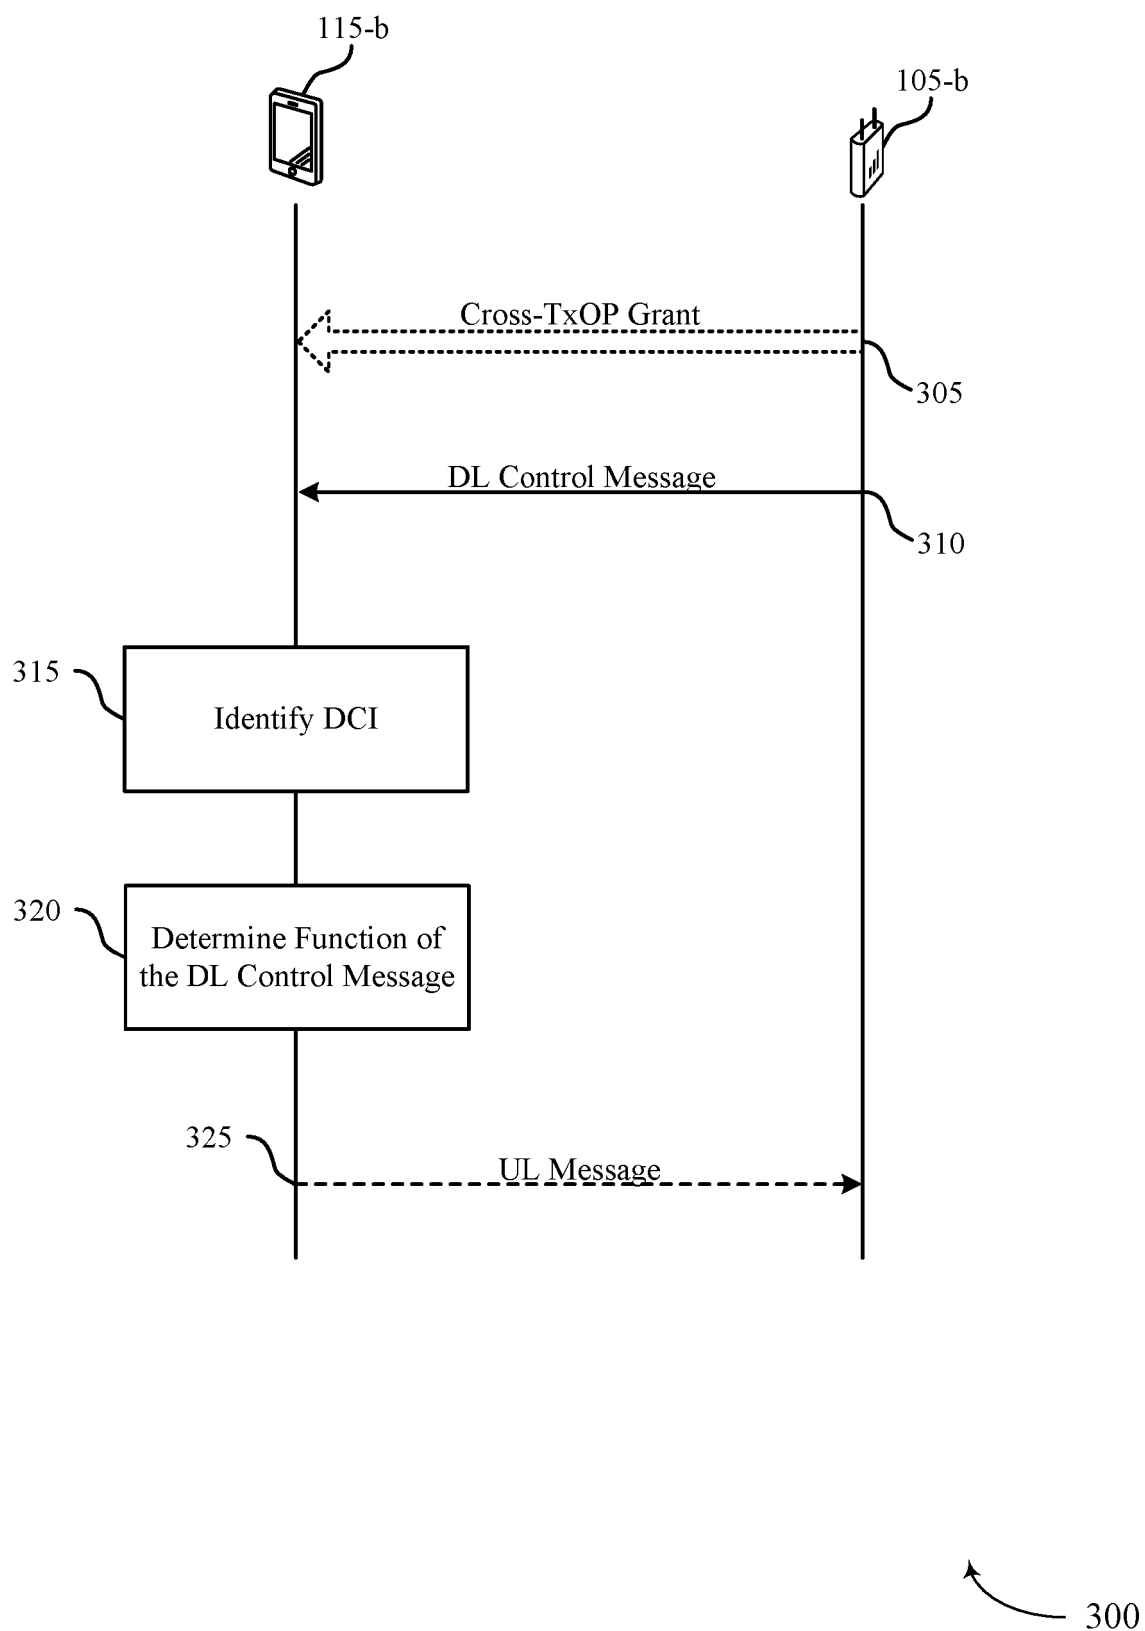 115-b
105-b
Cross-TxOP Grant
305
DL Control Message
310
315
Identify DCI
320
Determine Function of
the DL Control Message
325
UL Message
300